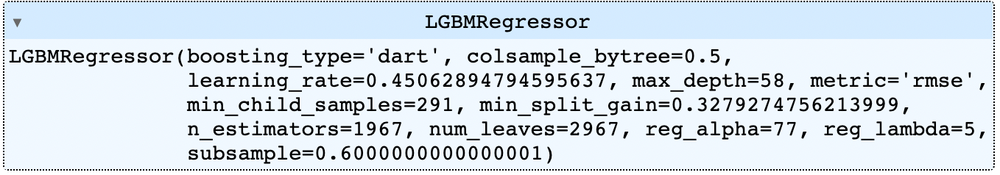 LGBMRegressor
LGBMRegressor(boosting_type='dart', colsample_bytree=0.5,
learning_rate=0.45062894794595637, max_depth=58, metric='rmse',
min_child_samples=291, min_split_gain=0.3279274756213999,
n_estimators=1967, num_leaves=2967, reg_alpha=77, reg_lambda=5,
subsample=0.6000000000000001)